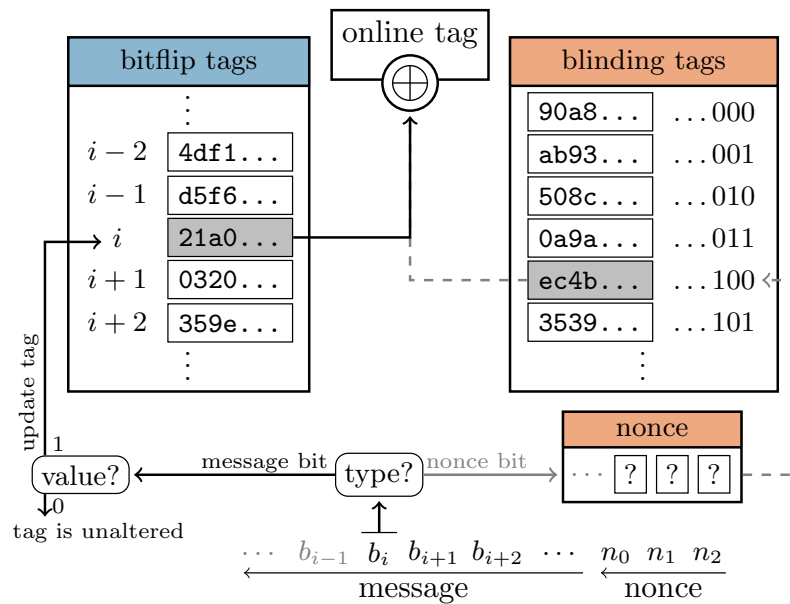 online tag
bitflip tags
⋮
i − 2 4df1...
i − 1 d5f6...
i 21a0...
i + 1 0320...
i + 2 359e...
⋮
blinding tags
90a8... ...000
ab93... ...001
508c... ...010
0a9a... ...011
ec4b... ...100
3539... ...101
⋮
update tag
1
value?
0
tag is unaltered
message bit
type?
nonce bit
nonce
··· ? ? ?
··· b_{i−1} b_i b_{i+1} b_{i+2} ··· n_0 n_1 n_2
message nonce